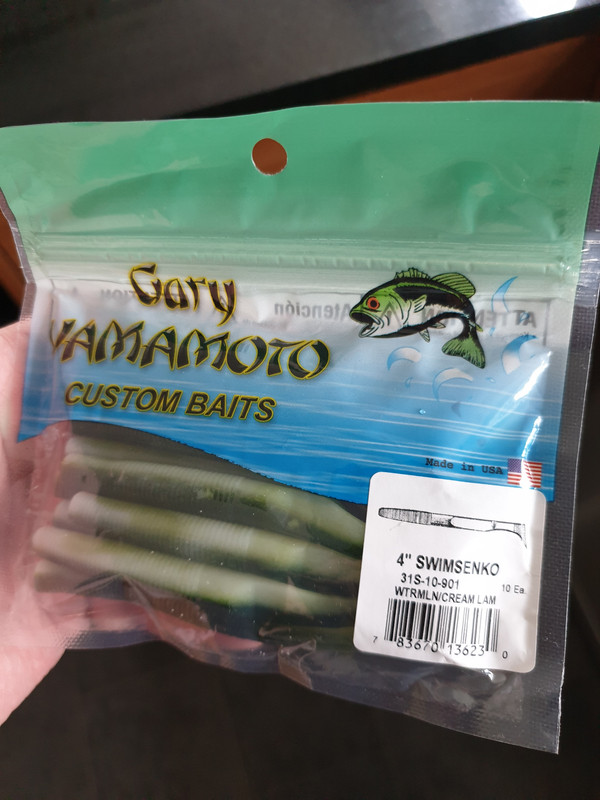 Gary
YAMAMOTO
CUSTOM BAITS
Atención
Made in USA
4" SWIMSENKO
31S-10-901
10 Ea.
WTRMLN/CREAM LAM
7 83670 13623 0